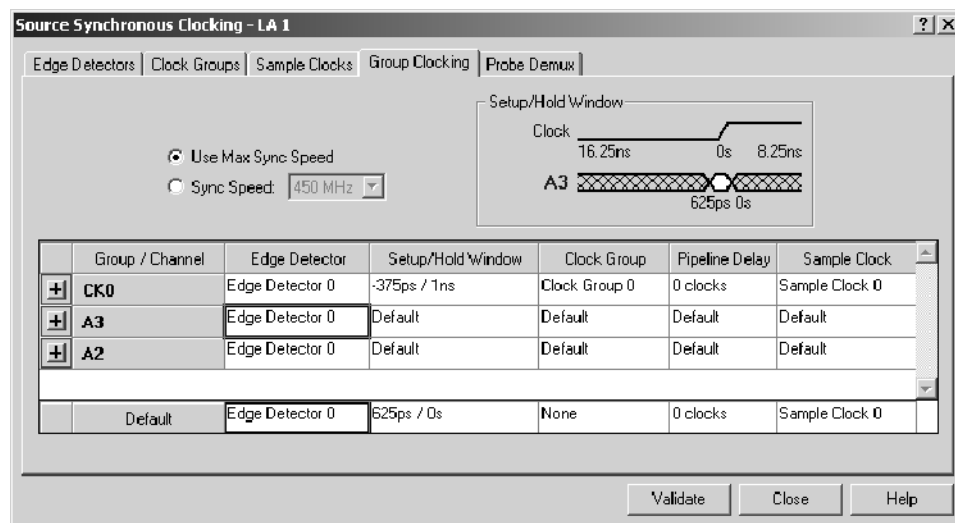 Source Synchronous Clocking - LA 1
? X
Edge Detectors Clock Groups Sample Clocks Group Clocking Probe Demux
Setup/Hold Window
Clock
16.25ns 0s 8.25ns
Use Max Sync Speed
Sync Speed: 450 MHz
A3
625ps 0s
Group / Channel Edge Detector Setup/Hold Window Clock Group Pipeline Delay Sample Clock
+ CK0 Edge Detector 0 -375ps / 1ns Clock Group 0 0 clocks Sample Clock 0
+ A3 Edge Detector 0 Default Default Default Default
+ A2 Edge Detector 0 Default Default Default Default
Default Edge Detector 0 625ps / 0s None 0 clocks Sample Clock 0
Validate Close Help